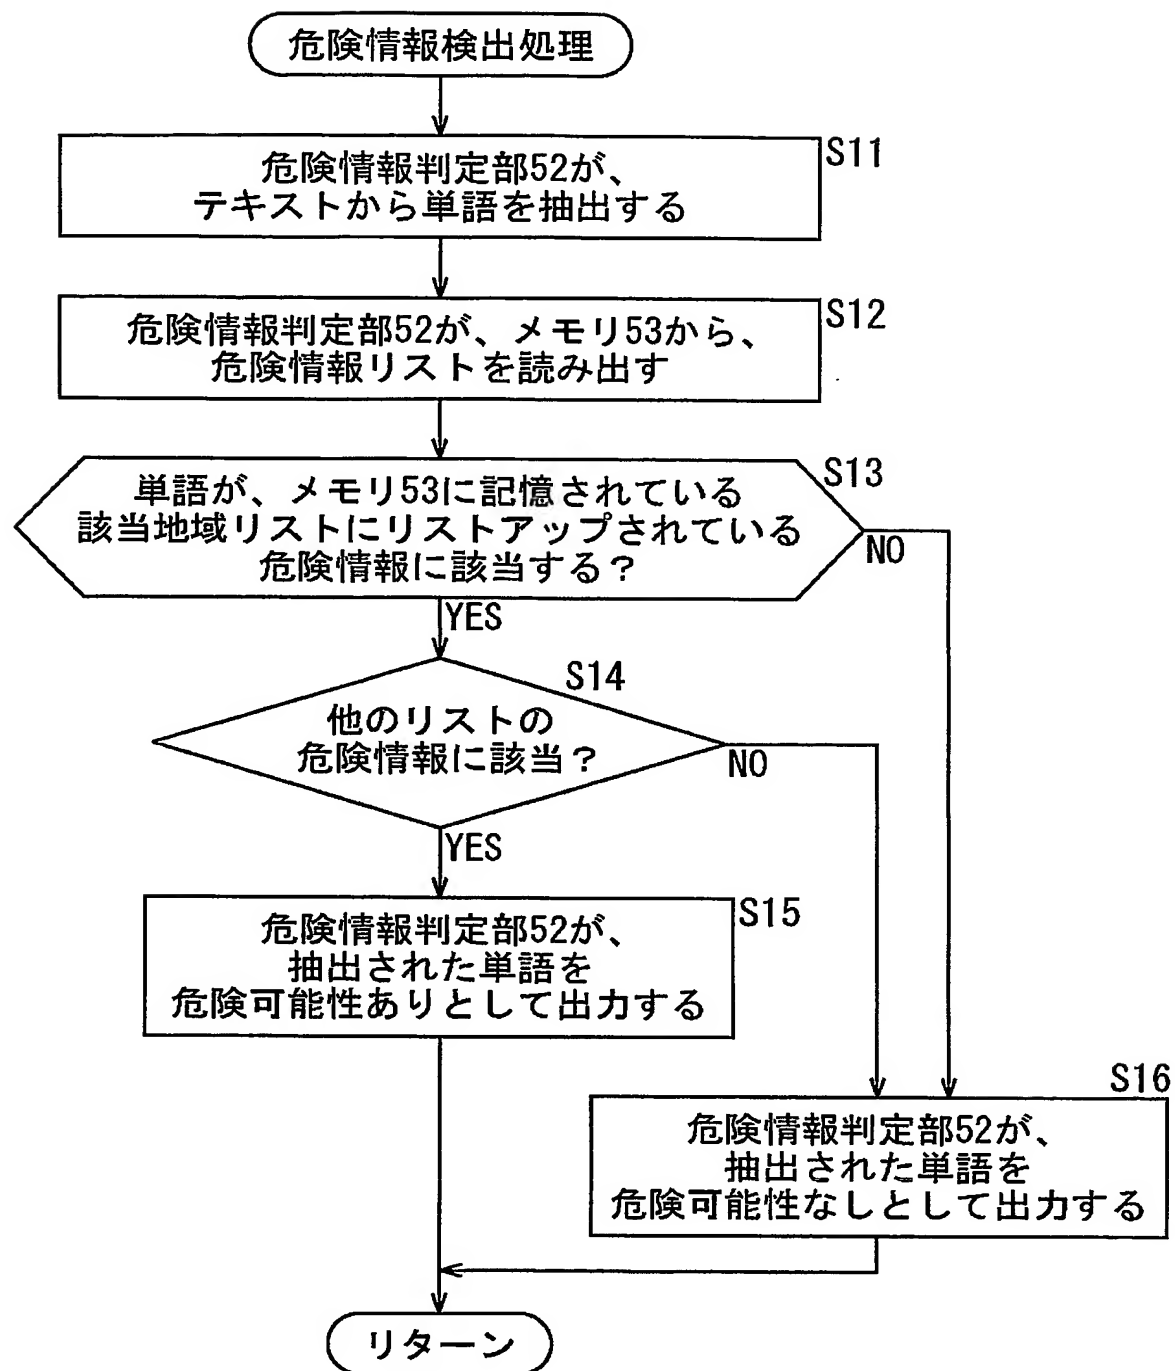 危険情報検出処理
S11
危険情報判定部52が、
テキストから単語を抽出する
S12
危険情報判定部52が、メモリ53から、
危険情報リストを読み出す
S13
単語が、メモリ53に記憶されている
該当地域リストにリストアップされている
危険情報に該当する?
NO
YES
S14
他のリストの
危険情報に該当?
NO
YES
S15
危険情報判定部52が、
抽出された単語を
危険可能性ありとして出力する
S16
危険情報判定部52が、
抽出された単語を
危険可能性なしとして出力する
リターン